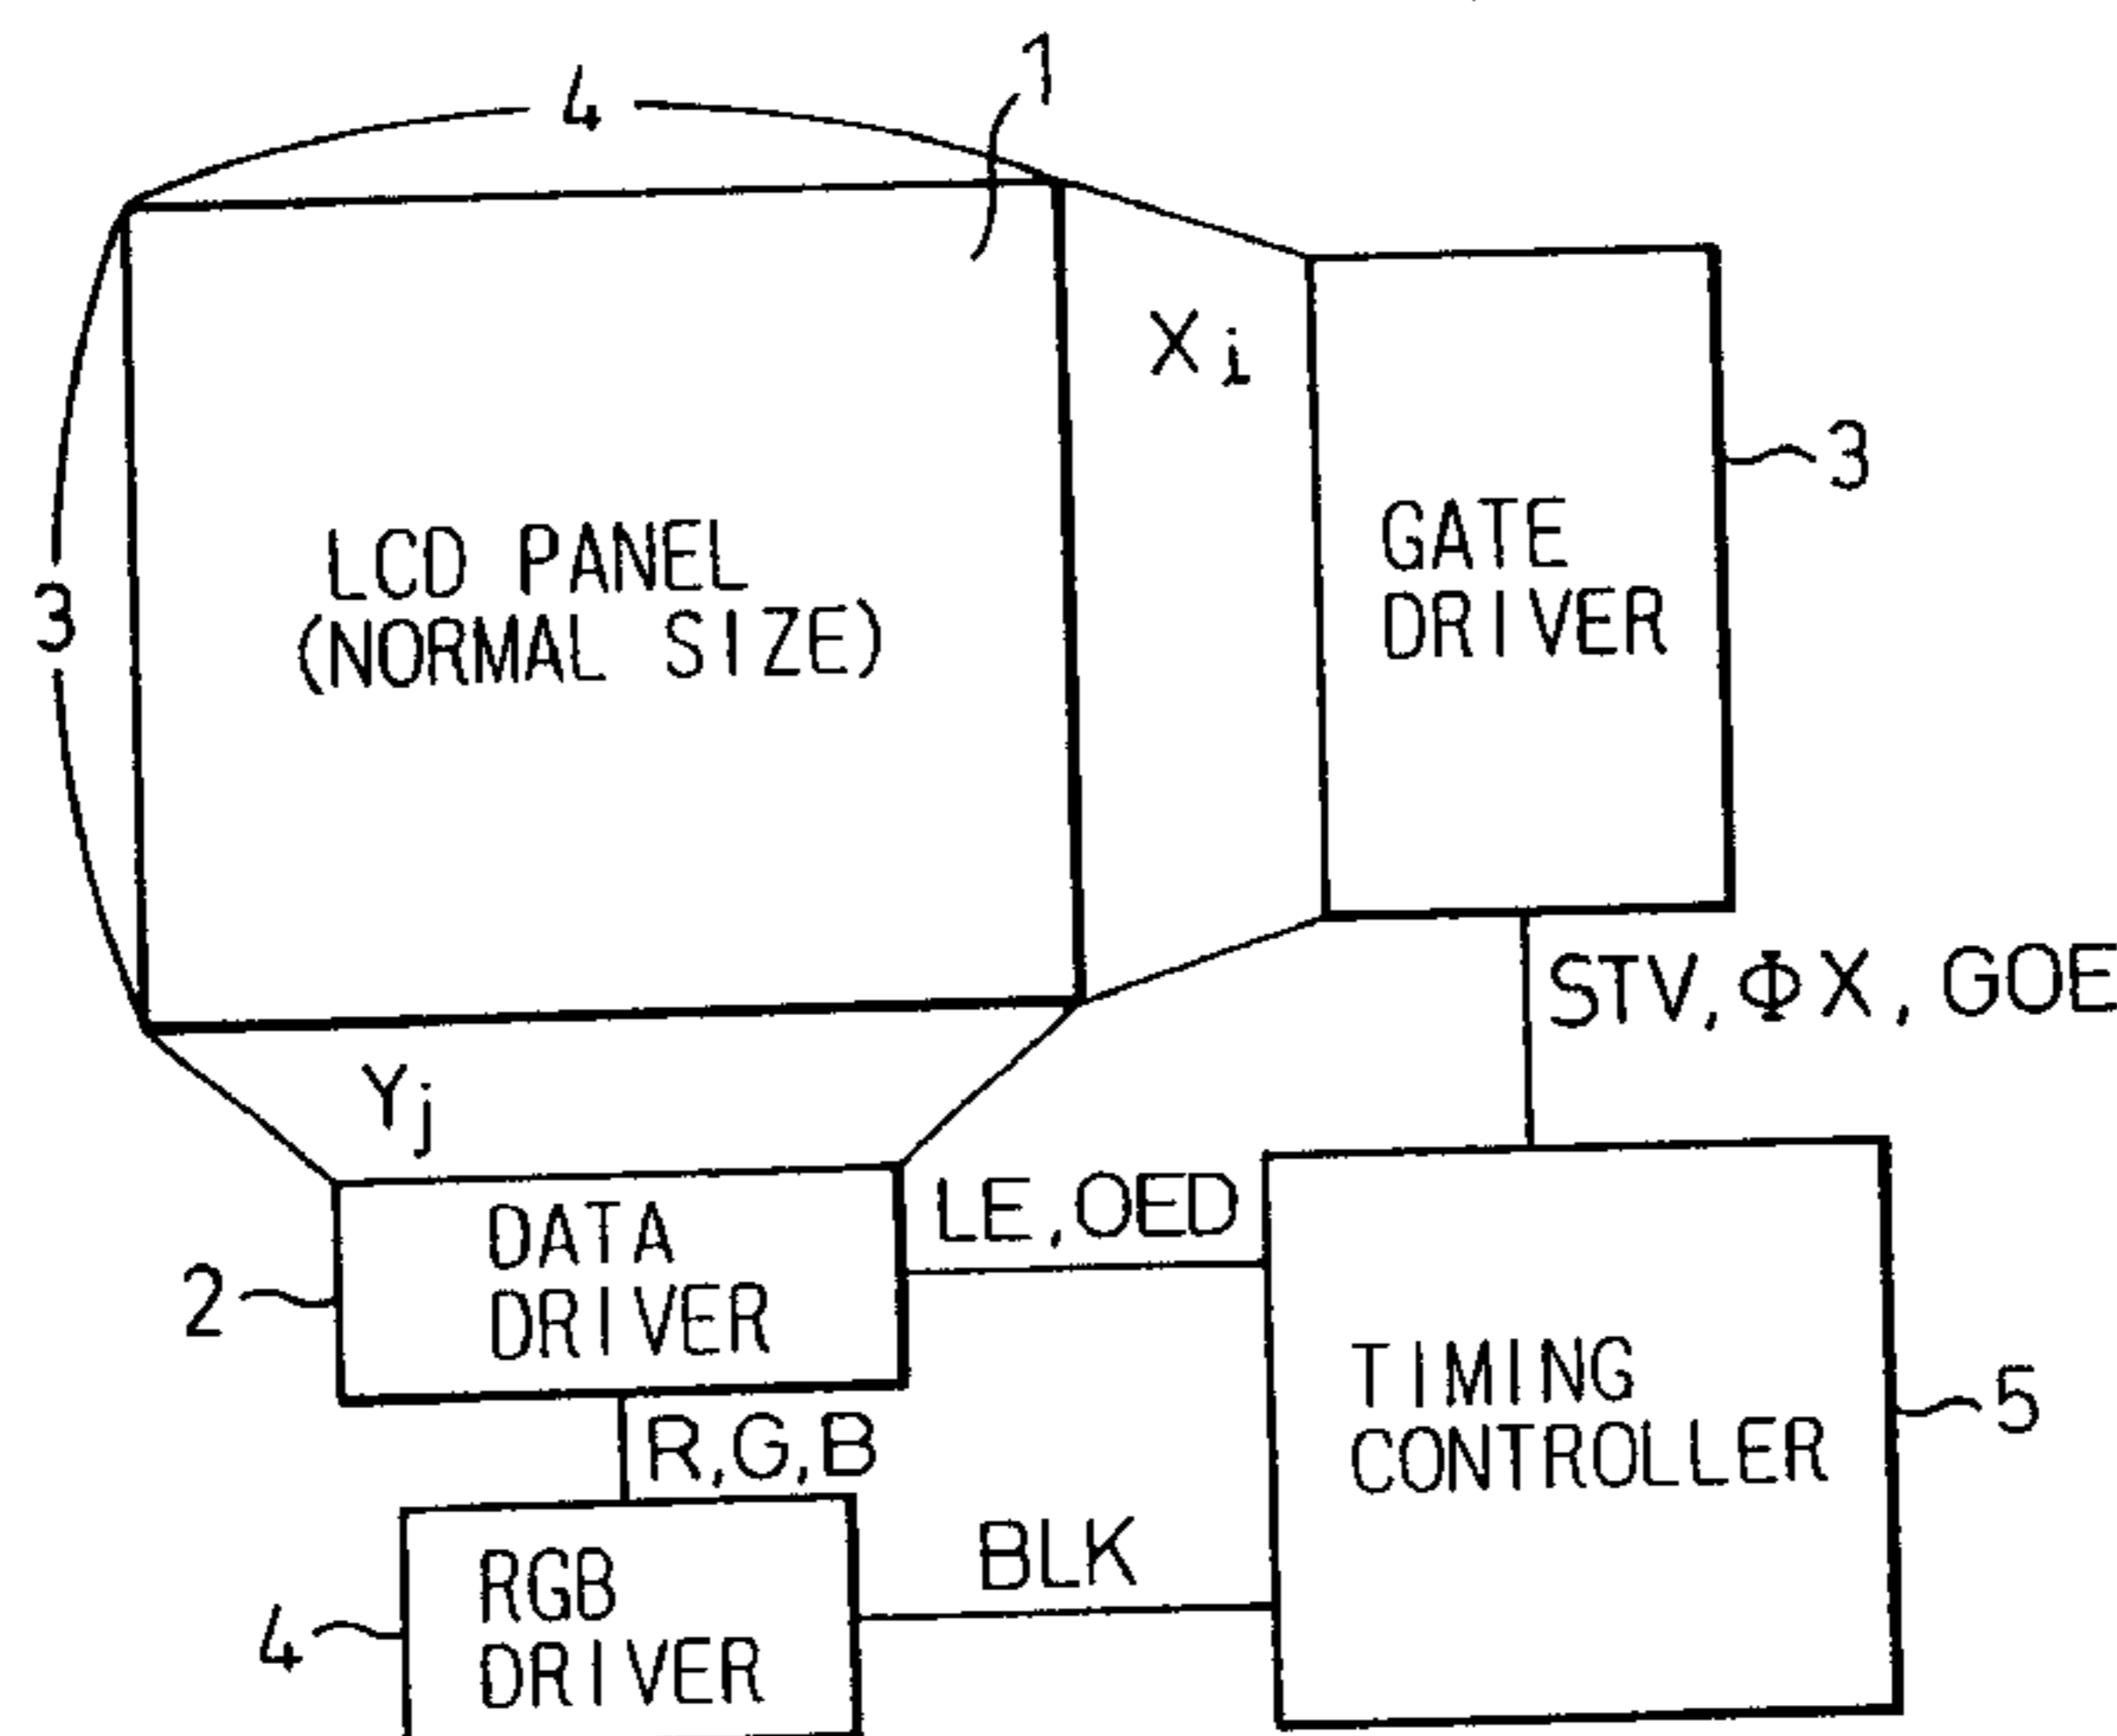 1
4
Xi
3
GATE
DRIVER
LCD PANEL
(NORMAL SIZE)
3
STV, ΦX, GOE
Yj
LE, OED
DATA
DRIVER
2
TIMING
CONTROLLER
5
R,G,B
BLK
RGB
DRIVER
4